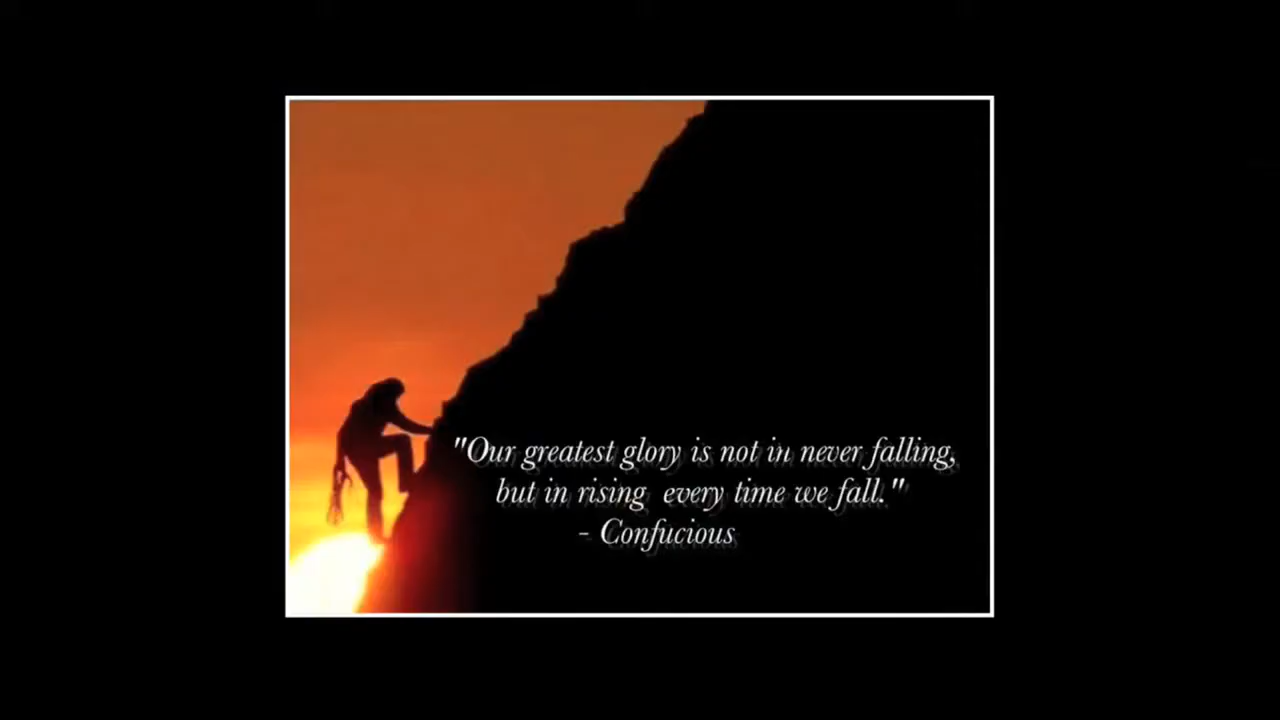 "Our greatest glory is not in never falling,
but in rising every time we fall."
- Confucious